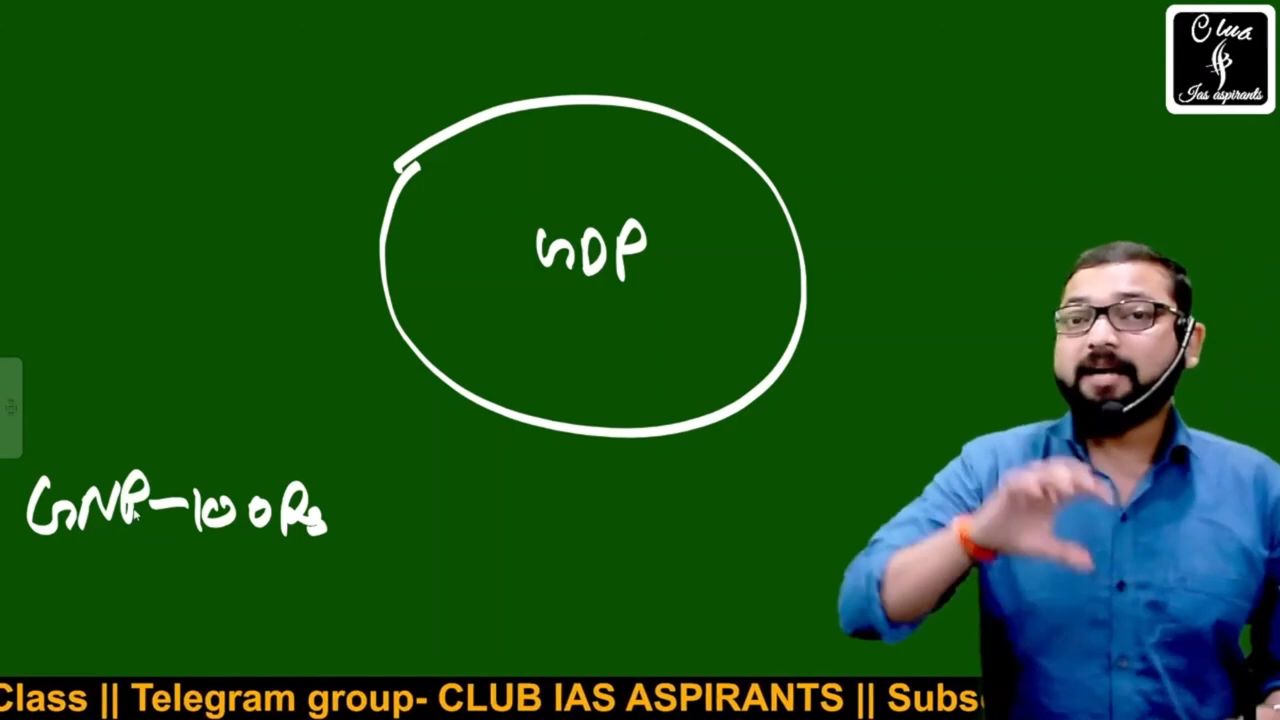 Club
Ias aspirants
GDP
GNP-100Rs
Class || Telegram group- CLUB IAS ASPIRANTS || Subs